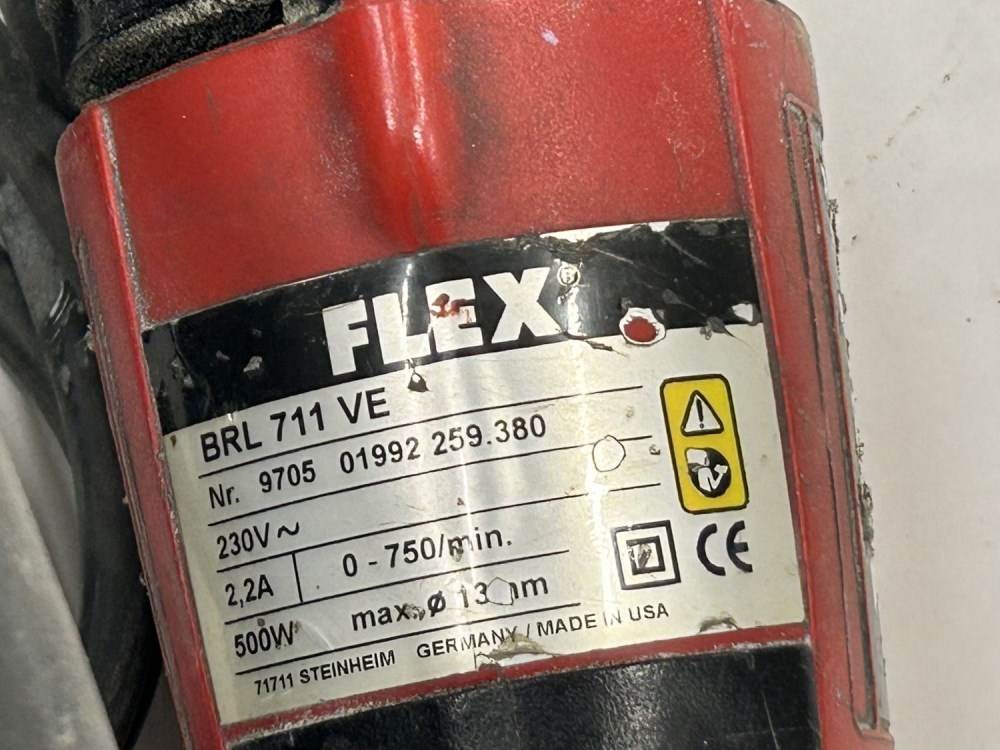 FLEX®
BRL 711 VE
Nr. 9705 01992 259.380
230V~
2,2A 0 - 750/min.
500W max. ø 13 mm
71711 STEINHEIM GERMANY / MADE IN USA
CE